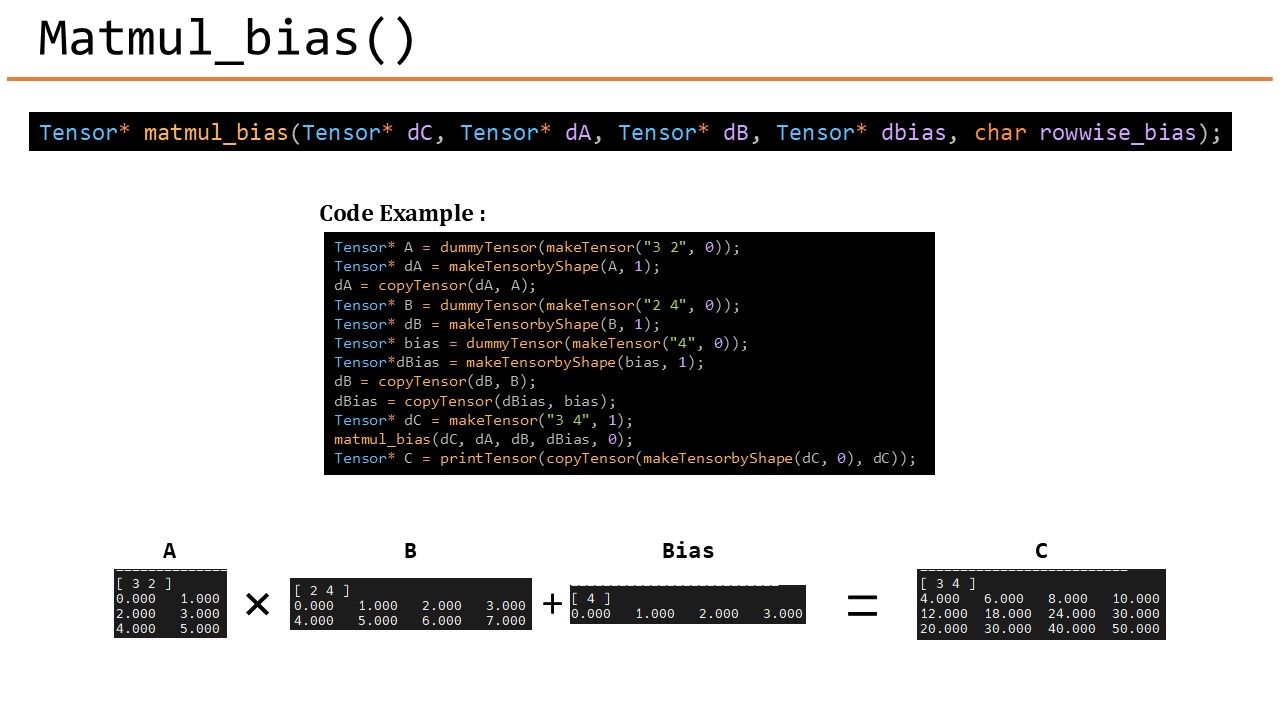 Matmul_bias()
Tensor* matmul_bias(Tensor* dC, Tensor* dA, Tensor* dB, Tensor* dbias, char rowwise_bias);
Code Example :
Tensor* A = dummyTensor(makeTensor("3 2", 0));
Tensor* dA = makeTensorbyShape(A, 1);
dA = copyTensor(dA, A);
Tensor* B = dummyTensor(makeTensor("2 4", 0));
Tensor* dB = makeTensorbyShape(B, 1);
Tensor* bias = dummyTensor(makeTensor("4", 0));
Tensor*dBias = makeTensorbyShape(bias, 1);
dB = copyTensor(dB, B);
dBias = copyTensor(dBias, bias);
Tensor* dC = makeTensor("3 4", 1);
matmul_bias(dC, dA, dB, dBias, 0);
Tensor* C = printTensor(copyTensor(makeTensorbyShape(dC, 0), dC));
A
[ 3 2 ]
0.000 1.000
2.000 3.000
4.000 5.000
×
B
[ 2 4 ]
0.000 1.000 2.000 3.000
4.000 5.000 6.000 7.000
+
Bias
[ 4 ]
0.000 1.000 2.000 3.000
=
C
[ 3 4 ]
4.000 6.000 8.000 10.000
12.000 18.000 24.000 30.000
20.000 30.000 40.000 50.000